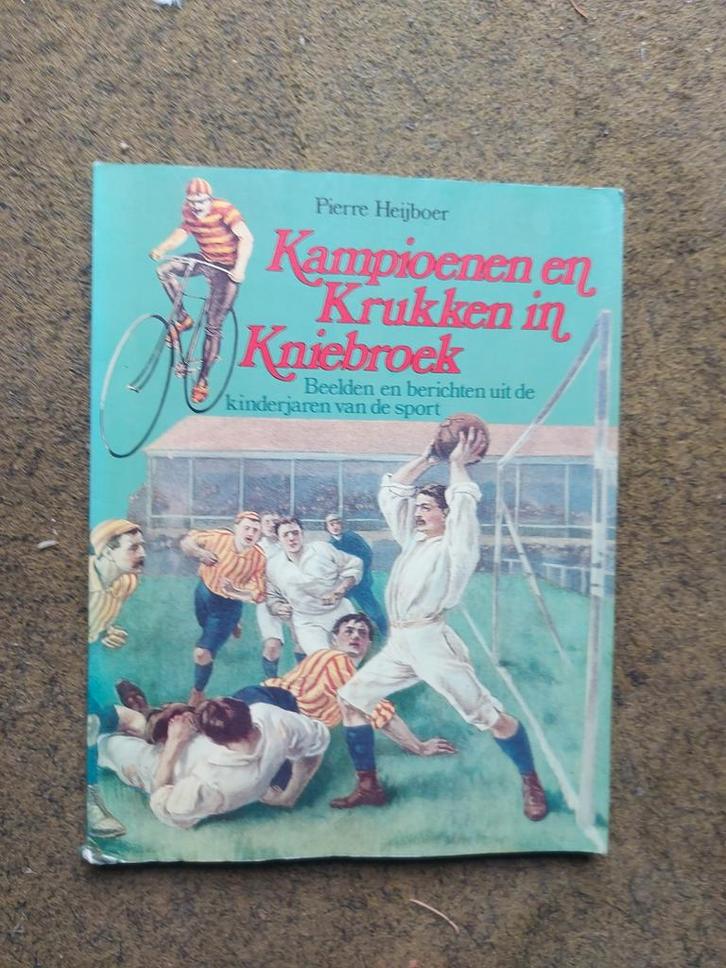 Pierre Heijboer
Kampioenen en
Krukken in
Kniebroek
Beelden en berichten uit de
kinderjaren van de sport